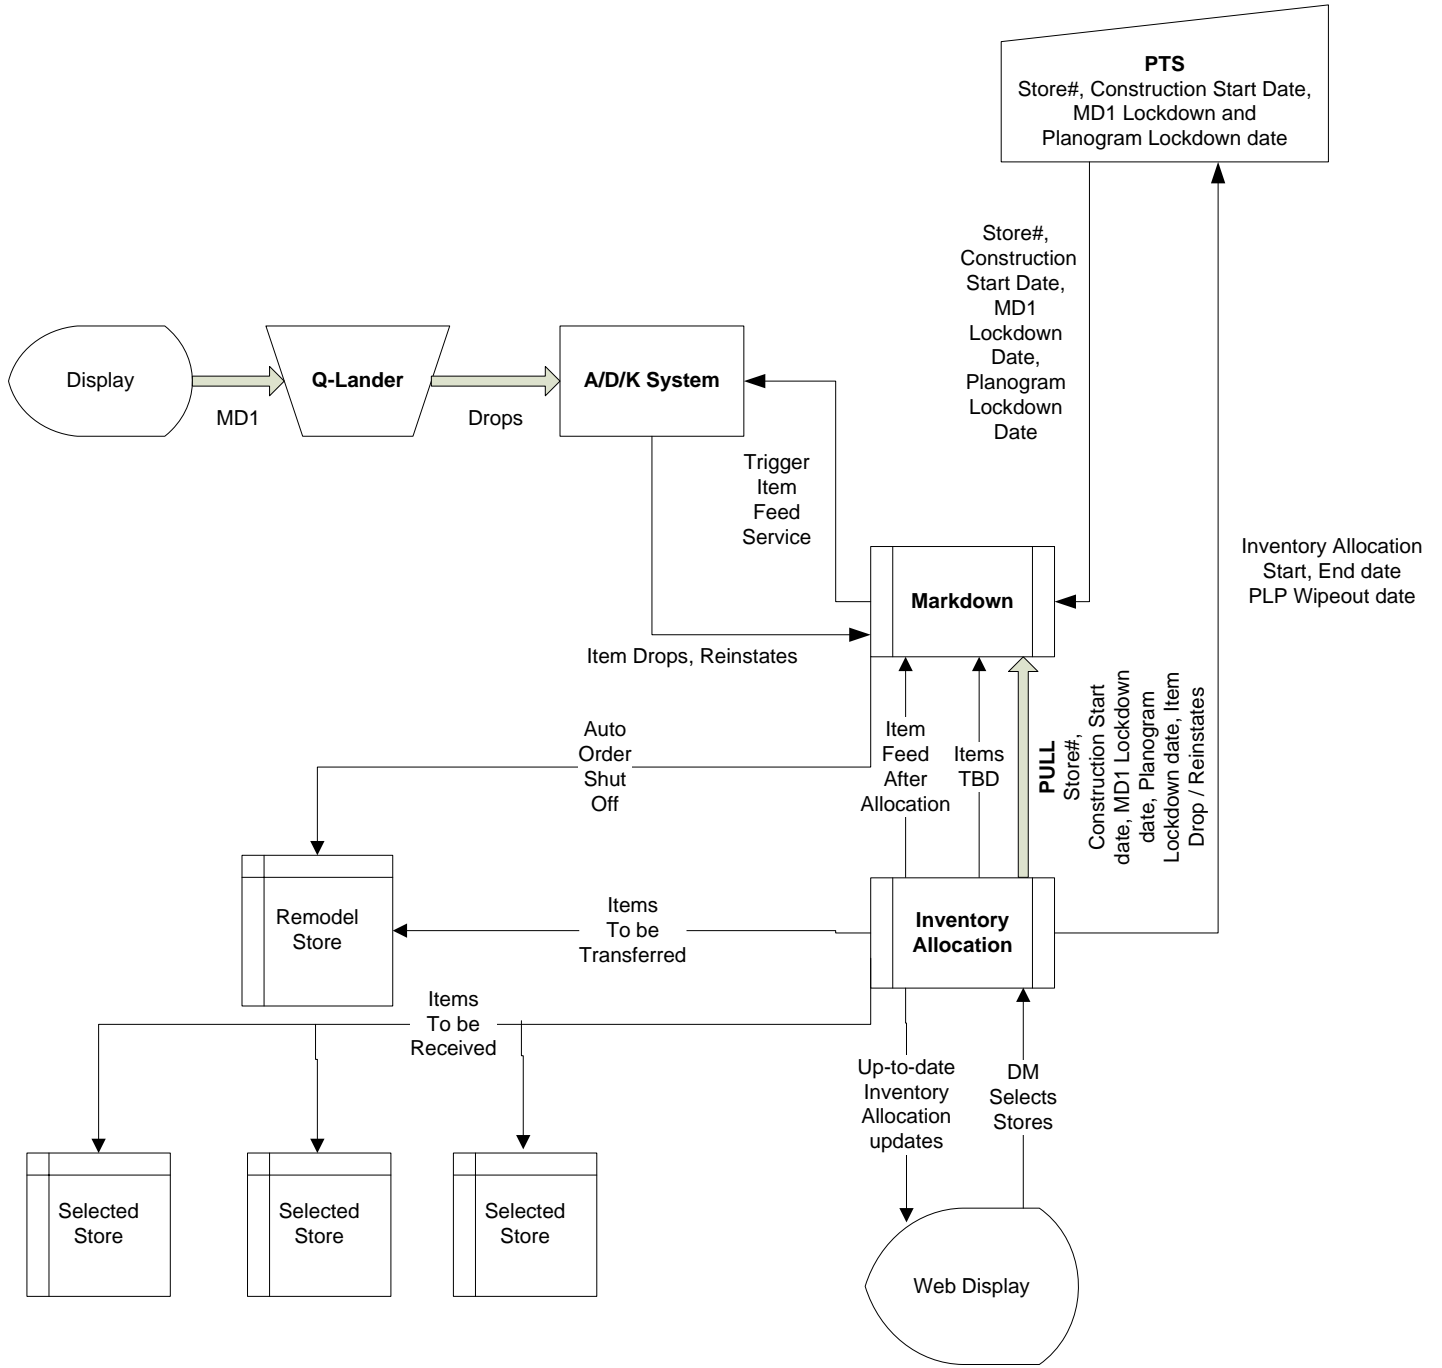 PTS
Store#, Construction Start Date,
MD1 Lockdown and
Planogram Lockdown date
Store#,
Construction
Start Date,
MD1
Lockdown
Date,
Planogram
Lockdown
Date
Display
MD1
Q-Lander
Drops
A/D/K System
Trigger
Item
Feed
Service
Inventory Allocation
Start, End date
PLP Wipeout date
Markdown
Item Drops, Reinstates
Auto
Order
Shut
Off
Item
Feed
After
Allocation
Items
TBD
PULL
Store#,
Construction Start
date, MD1 Lockdown
date, Planogram
Lockdown date, Item
Drop / Reinstates
Remodel
Store
Items
To be
Transferred
Inventory
Allocation
Items
To be
Received
Up-to-date
Inventory
Allocation
updates
DM
Selects
Stores
Selected
Store
Selected
Store
Selected
Store
Web Display